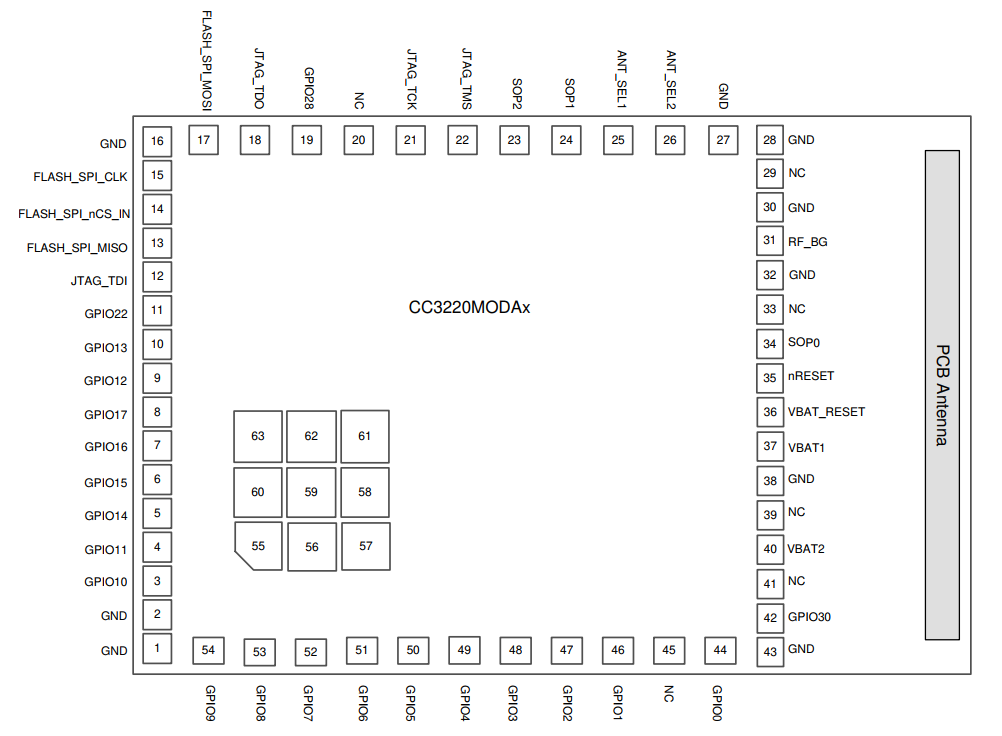 FLASH_SPI_MOSI
JTAG_TDO
GPIO28
NC
JTAG_TCK
JTAG_TMS
SOP2
SOP1
ANT_SEL1
ANT_SEL2
GND
17 18 19 20 21 22 23 24 25 26 27
GND 16
FLASH_SPI_CLK 15
FLASH_SPI_nCS_IN 14
FLASH_SPI_MISO 13
JTAG_TDI 12
GPIO22 11
GPIO13 10
GPIO12 9
GPIO17 8
GPIO16 7
GPIO15 6
GPIO14 5
GPIO11 4
GPIO10 3
GND 2
GND 1
CC3220MODAx
63 62 61
60 59 58
55 56 57
28 GND
29 NC
30 GND
31 RF_BG
32 GND
33 NC
34 SOP0
35 nRESET
36 VBAT_RESET
37 VBAT1
38 GND
39 NC
40 VBAT2
41 NC
42 GPIO30
43 GND
PCB Antenna
54 53 52 51 50 49 48 47 46 45 44
GPIO9
GPIO8
GPIO7
GPIO6
GPIO5
GPIO4
GPIO3
GPIO2
GPIO1
NC
GPIO0